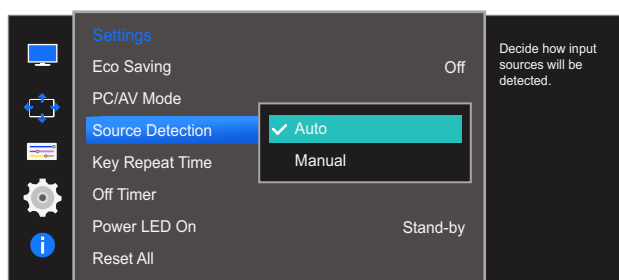 Settings
Eco Saving Off
PC/AV Mode
Source Detection
Auto
Manual
Key Repeat Time
Off Timer
Power LED On Stand-by
Reset All
Decide how input
sources will be
detected.